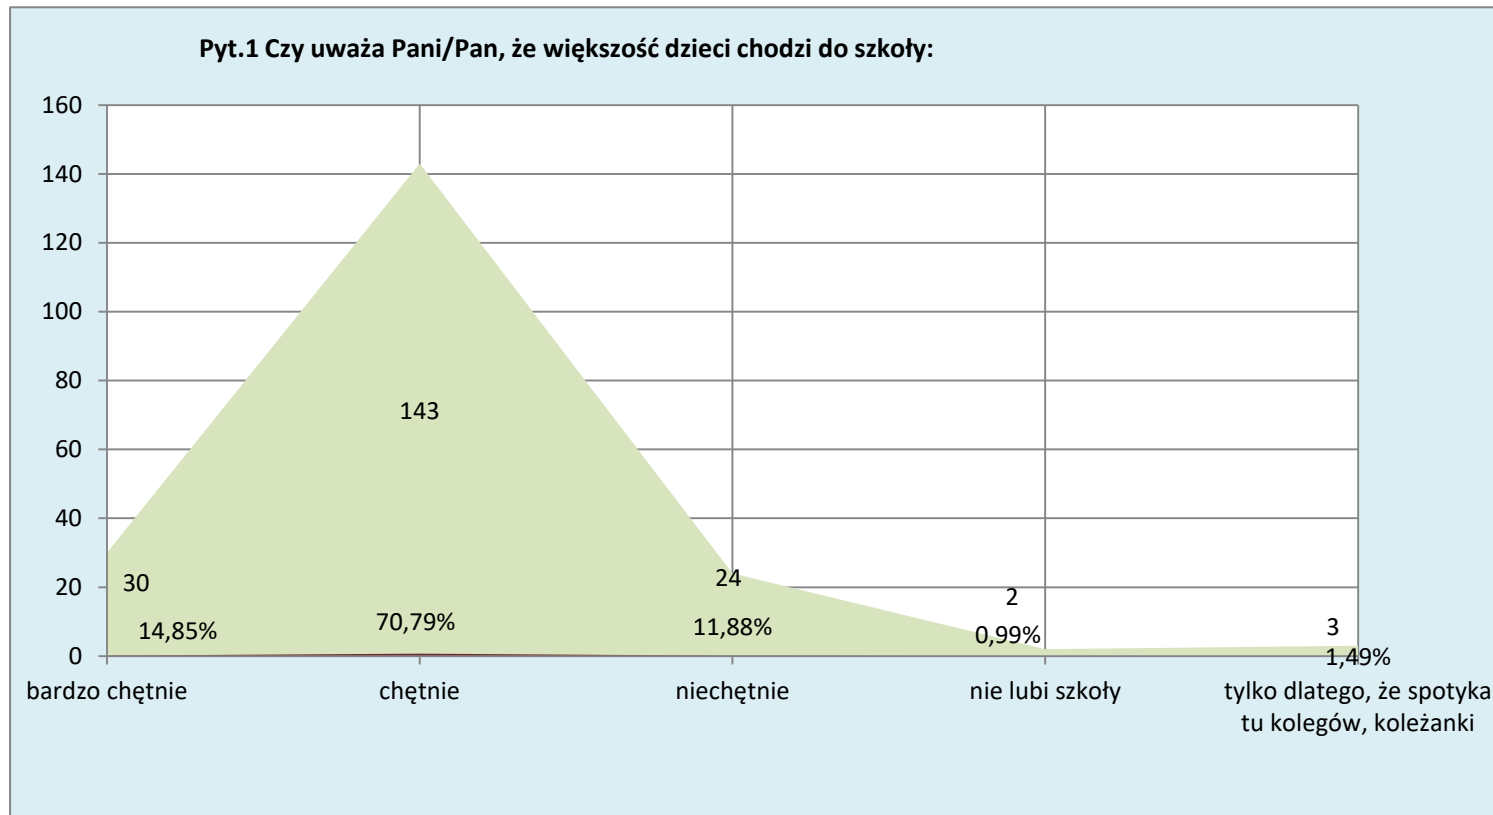 Pyt.1 Czy uważa Pani/Pan, że większość dzieci chodzi do szkoły:
160
140
120
100
80
60
40
20
0
143
30
24
2
3
14,85%
70,79%
11,88%
0,99%
1,49%
bardzo chętnie
chętnie
niechętnie
nie lubi szkoły
tylko dlatego, że spotyka
tu kolegów, koleżanki